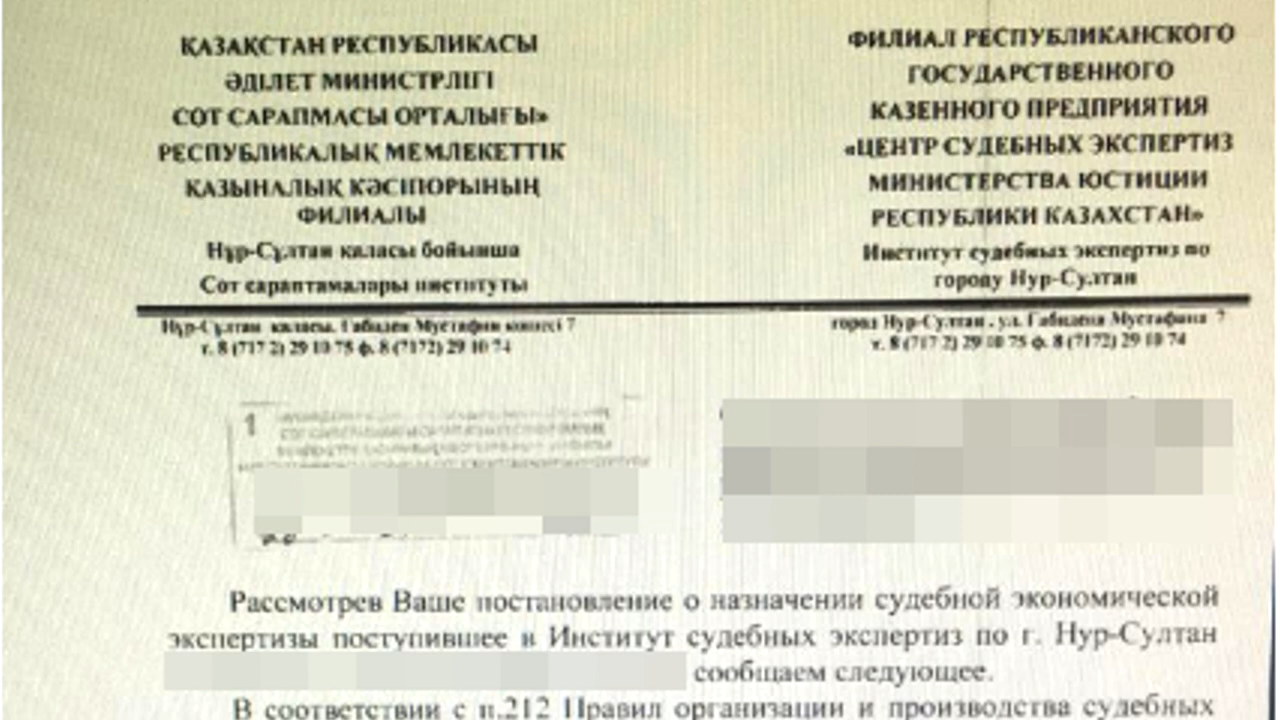 ҚАЗАҚСТАН РЕСПУБЛИКАСЫ
ӘДІЛЕТ МИНИСТРЛІГІ
СОТ САРАПМАСЫ ОРТАЛЫҒЫ»
РЕСПУБЛИКАЛЫҚ МЕМЛЕКЕТТІК
ҚАЗЫНАЛЫҚ КӘСІПОРЫНЫҢ
ФИЛИАЛЫ
Нұр-Сұлтан қаласы бойынша
Сот сараптамалары институты
Нұр-Сұлтан қаласы, Габиден Мустафин көшесі 7
т. 8 (717 2) 29 10 75 ф. 8 (7172) 29 10 74
ФИЛИАЛ РЕСПУБЛИКАНСКОГО
ГОСУДАРСТВЕННОГО
КАЗЕННОГО ПРЕДПРИЯТИЯ
«ЦЕНТР СУДЕБНЫХ ЭКСПЕРТИЗ
МИНИСТЕРСТВА ЮСТИЦИИ
РЕСПУБЛИКИ КАЗАХСТАН»
Институт судебных экспертиз по
городу Нур-Султан
город Нур-Султан , ул. Габидена Мустафина 7
т. 8 (717 2) 29 10 75 ф. 8 (7172) 29 10 74
1
Рассмотрев Ваше постановление о назначении судебной экономической
экспертизы поступившее в Институт судебных экспертиз по г. Нур-Султан
сообщаем следующее.
В соответствии с п.212 Правил организации и производства судебных